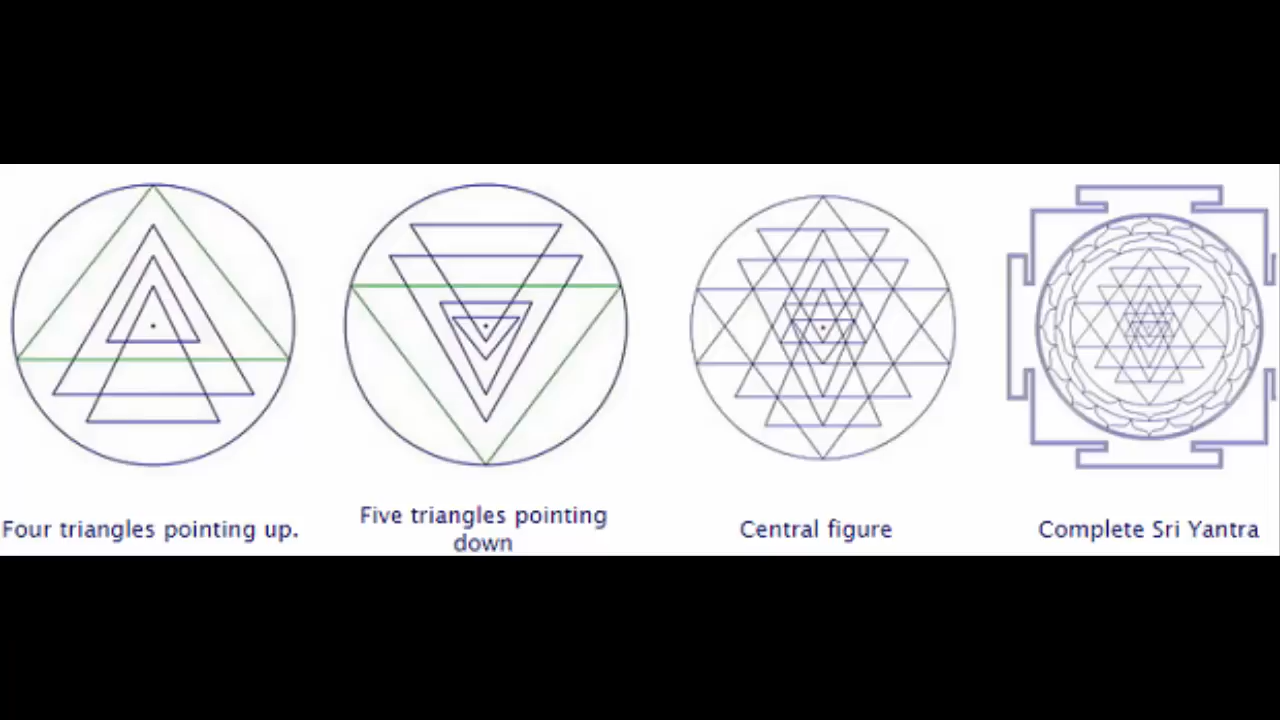 Four triangles pointing up.
Five triangles pointing
down
Central figure
Complete Sri Yantra